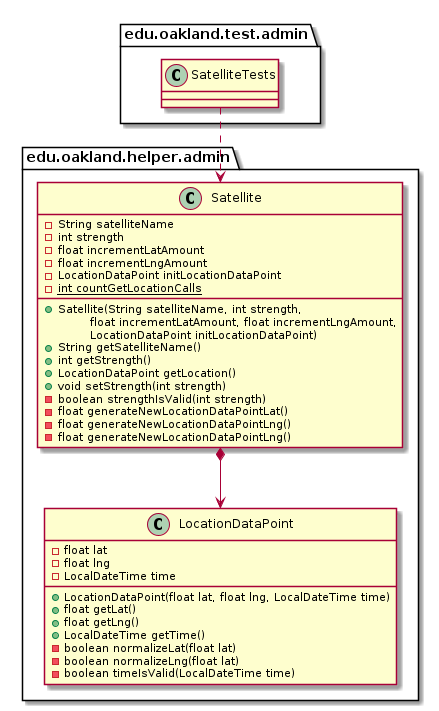 edu.oakland.test.admin
C SatelliteTests
edu.oakland.helper.admin
C Satellite
String satelliteName
int strength
float incrementLatAmount
float incrementLngAmount
LocationDataPoint initLocationDataPoint
int countGetLocationCalls
Satellite(String satelliteName, int strength,
float incrementLatAmount, float incrementLngAmount,
LocationDataPoint initLocationDataPoint)
String getSatelliteName()
int getStrength()
LocationDataPoint getLocation()
void setStrength(int strength)
boolean strengthIsValid(int strength)
float generateNewLocationDataPointLat()
float generateNewLocationDataPointLng()
float generateNewLocationDataPointLng()
C LocationDataPoint
float lat
float lng
LocalDateTime time
LocationDataPoint(float lat, float lng, LocalDateTime time)
float getLat()
float getLng()
LocalDateTime getTime()
boolean normalizeLat(float lat)
boolean normalizeLng(float lat)
boolean timeIsValid(LocalDateTime time)